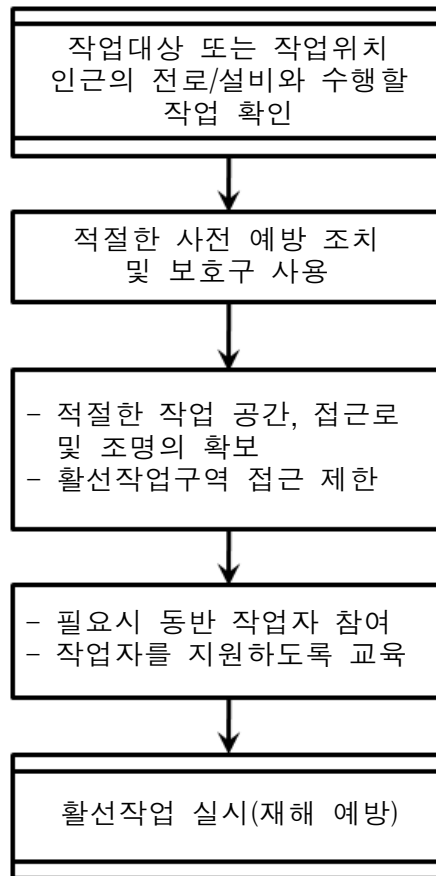 작업대상 또는 작업위치
인근의 전로/설비와 수행할
작업 확인
적절한 사전 예방 조치
및 보호구 사용
- 적절한 작업 공간, 접근로
및 조명의 확보
- 활선작업구역 접근 제한
- 필요시 동반 작업자 참여
- 작업자를 지원하도록 교육
활선작업 실시(재해 예방)